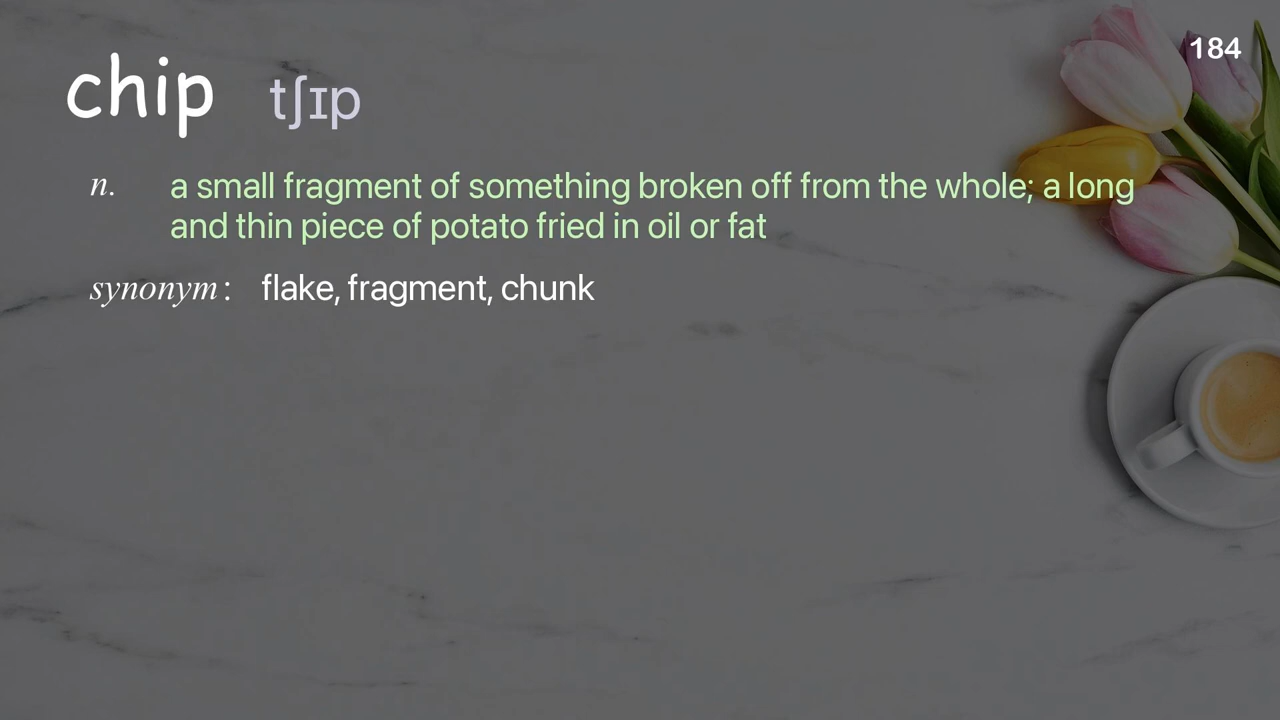 184
chip tʃɪp
n. a small fragment of something broken off from the whole; a long
and thin piece of potato fried in oil or fat
synonym: flake, fragment, chunk